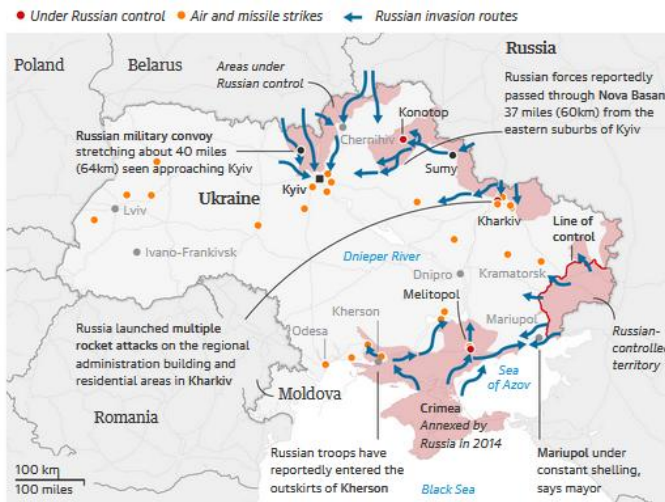 Under Russian control
Air and missile strikes
Russian invasion routes
Poland
Belarus
Areas under
Russian control
Russia
Russian forces reportedly
passed through Nova Basan
37 miles (60km) from the
eastern suburbs of Kyiv
Konotop
Chernihiv
Russian military convoy
stretching about 40 miles
(64km) seen approaching Kyiv
Sumy
Kyiv
Ukraine
Lviv
Kharkiv
Line of
control
Ivano-Frankivsk
Dnieper River
Dnipro
Kramatorsk
Melitopol
Kherson
Mariupol
Odesa
Russia launched multiple
rocket attacks on the regional
administration building and
residential areas in Kharkiv
Russian-
controlled
territory
Moldova
Sea
of Azov
Romania
Crimea
Annexed by
Russia in 2014
Russian troops have
reportedly entered the
outskirts of Kherson
Mariupol under
constant shelling,
says mayor
100 km
100 miles
Black Sea